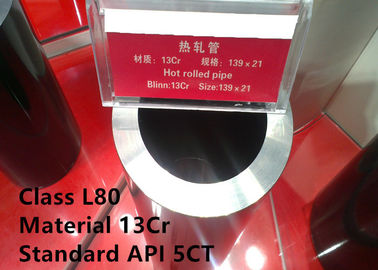 热轧管
材质：13Cr 规格：139×21
Hot rolled pipe
Blinn:13Cr Size:139×21
Class L80
Material 13Cr
Standard API 5CT